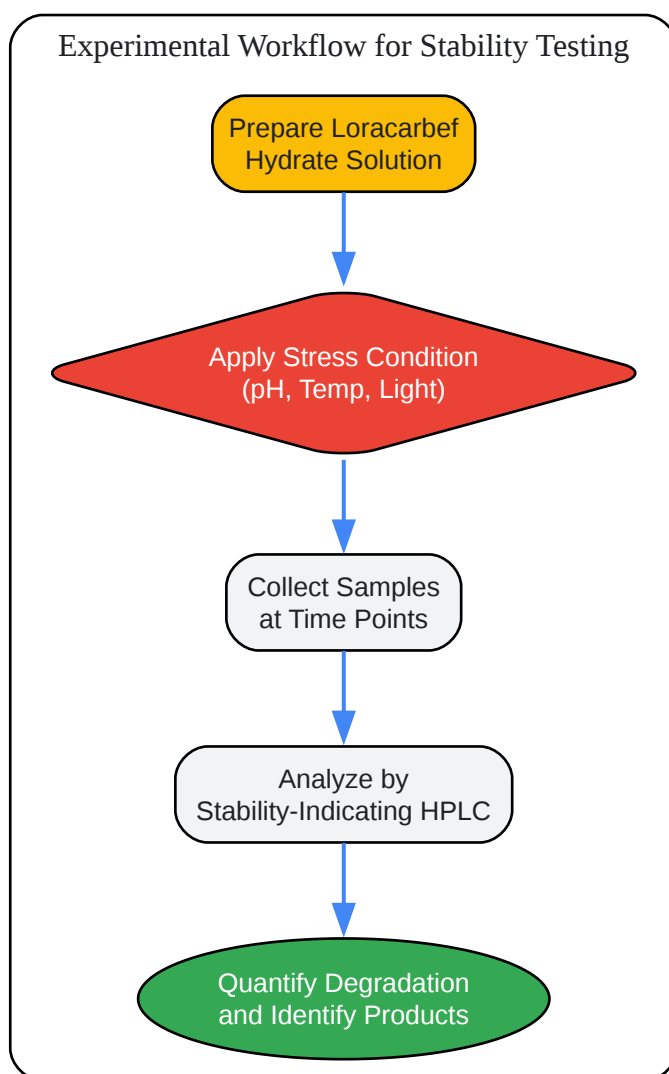 Experimental Workflow for Stability Testing
Prepare Loracarbef
Hydrate Solution
Apply Stress Condition
(pH, Temp, Light)
Collect Samples
at Time Points
Analyze by
Stability-Indicating HPLC
Quantify Degradation
and Identify Products